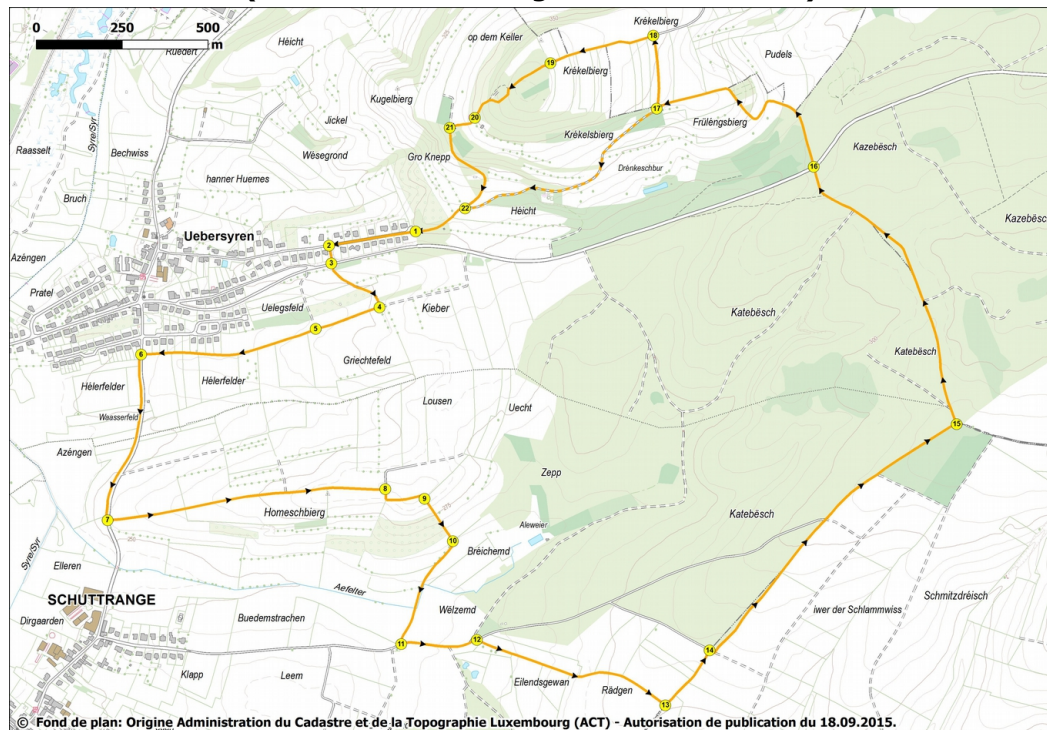 0 250 500
m
Krékelbierg
Héicht
op dem Keller
Ruedert
18
19
Krékelbierg
Pudels
Kugelbierg
20
17
Syre/Syr
Jickel
21
Krékelsberg
Frülengsbierg
Raasselt
Bechwiss
Wësegrond
Gro Knepp
Kazebësch
Drénkeschbur
16
hanner Huemes
Bruch
22
Héicht
Kazebësch
1
Uebersyren
2
3
Azéngen
Pratel
Uelegsfeld
4
Kieber
Katebësch
5
6
Griechtefeld
Katebësch
Hélerfelder
Hélerfelder
Lousen
Uecht
Waasserfeld
15
Azéngen
Zepp
8
9
Homeschbierg
Katebësch
7
Aleweier
10
Bréichemd
Syre/Syr
Elleren
Aefelter
Schmitzdréisch
SCHUTTRANGE
Wëlzemd
iwer der Schlammwiss
Dirgaarden
Buedemstrachen
12
11
14
Klapp
Leem
Eilendsgewan
Rädgen
13
© Fond de plan: Origine Administration du Cadastre et de la Topographie Luxembourg (ACT) - Autorisation de publication du 18.09.2015.